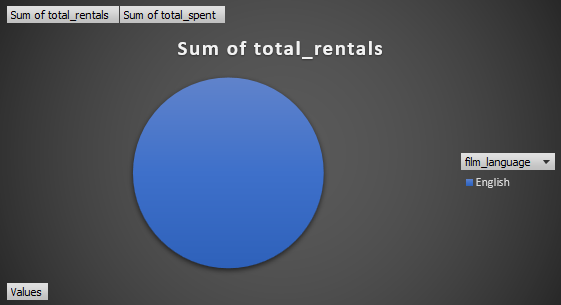 Sum of total_rentals Sum of total_spent
Sum of total_rentals
film_language
English
Values